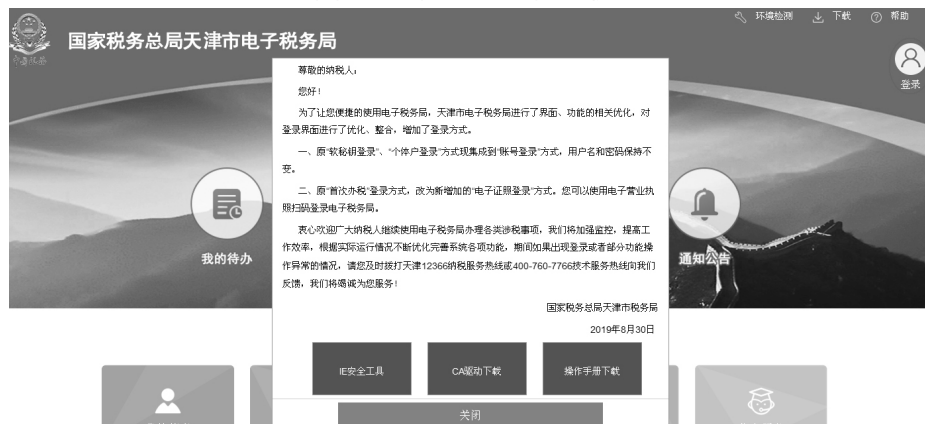 环境检测 下载 帮助
国家税务总局天津市电子税务局
登录
尊敬的纳税人：
您好！
为了让您便捷的使用电子税务局，天津市电子税务局进行了界面、功能的相关优化，对
登录界面进行了优化、整合，增加了登录方式。
一、原“软秘钥登录”、“个体户登录”方式现集成到“账号登录”方式，用户名和密码保持不
变。
二、原“首次办税”登录方式，改为新增加的“电子证照登录”方式。您可以使用电子营业执
照扫码登录电子税务局。
衷心欢迎广大纳税人继续使用电子税务局办理各类涉税事项，我们将加强监控，提高工
作效率，根据实际运行情况不断优化完善系统各项功能，期间如果出现登录或者部分功能操
作异常的情况，请您及时拨打天津12366纳税服务热线或400-760-7766技术服务热线向我们
反馈，我们将竭诚为您服务！
国家税务总局天津市税务局
2019年8月30日
我的待办
通知公告
IE安全工具 CA驱动下载 操作手册下载
关闭